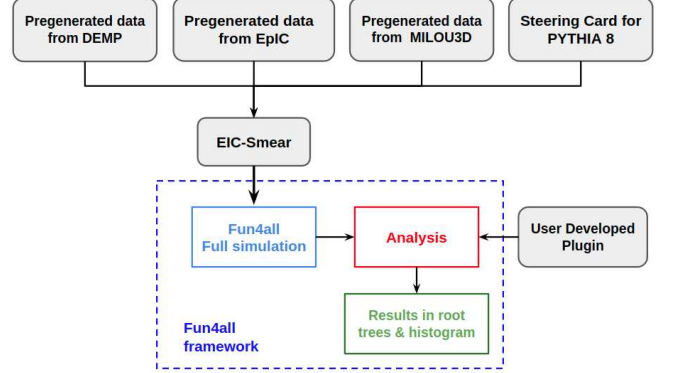 Pregenerated data
from DEMP
Pregenerated data
from EpIC
Pregenerated data
from MILOU3D
Steering Card for
PYTHIA 8
EIC-Smear
Fun4all
Full simulation
Analysis
User Developed
Plugin
Results in root
trees & histogram
Fun4all
framework